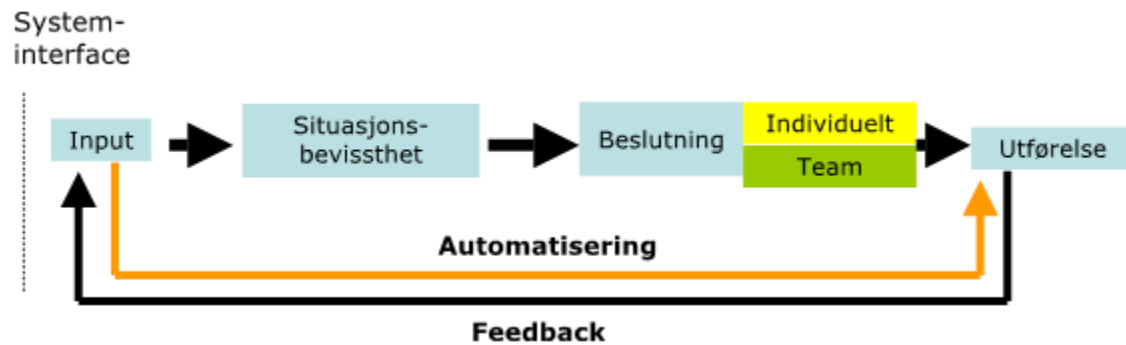 System-
interface
Input
Situasjons-
bevissthet
Beslutning
Individuelt
Team
Utførelse
Automatisering
Feedback